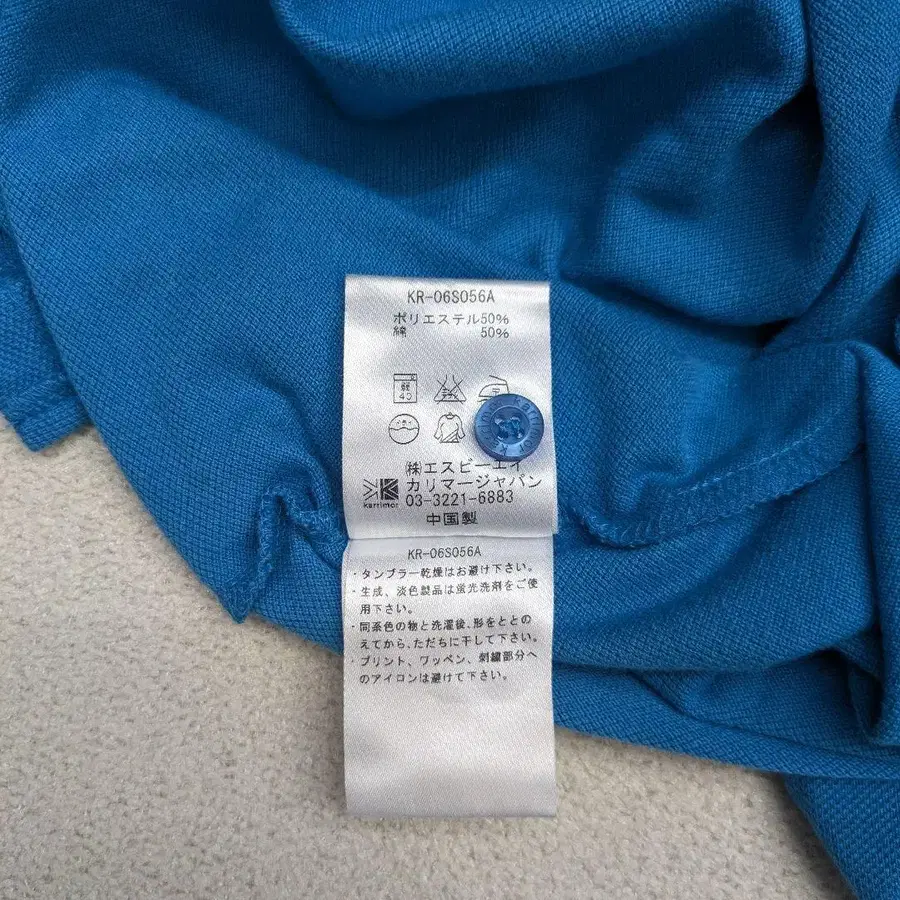 KR-06S056A
ポリエステル50%
綿 50%
弱
40
(株)エスビーエイ
カリマージャパン
karrimor 03-3221-6883
中国製
KR-06S056A
・タンブラー乾燥はお避け下さい。
・生成、淡色製品は蛍光洗剤をご使
用下さい。
・同系色の物と洗濯後、形をととの
えてから、ただちに干して下さい。
・プリント、ワッペン、刺繍部分へ
のアイロンは避けて下さい。